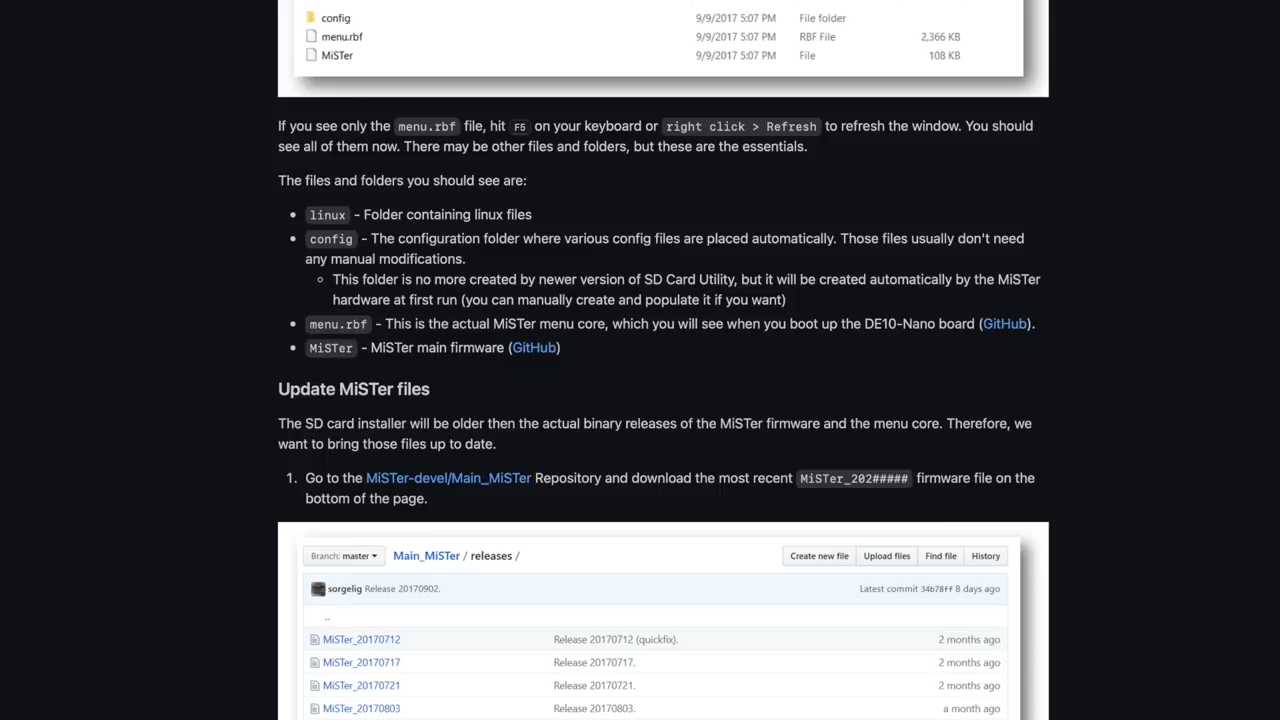 config 9/9/2017 5:07 PM File folder
menu.rbf 9/9/2017 5:07 PM RBF File 2,366 KB
MiSTer 9/9/2017 5:07 PM File 108 KB
If you see only the menu.rbf file, hit F5 on your keyboard or right click > Refresh to refresh the window. You should
see all of them now. There may be other files and folders, but these are the essentials.
The files and folders you should see are:
• linux - Folder containing linux files
• config - The configuration folder where various config files are placed automatically. Those files usually don't need
any manual modifications.
◦ This folder is no more created by newer version of SD Card Utility, but it will be created automatically by the MiSTer
hardware at first run (you can manually create and populate it if you want)
• menu.rbf - This is the actual MiSTer menu core, which you will see when you boot up the DE10-Nano board (GitHub).
• MiSTer - MiSTer main firmware (GitHub)
Update MiSTer files
The SD card installer will be older then the actual binary releases of the MiSTer firmware and the menu core. Therefore, we
want to bring those files up to date.
1. Go to the MiSTer-devel/Main_MiSTer Repository and download the most recent MiSTer_202##### firmware file on the
bottom of the page.
Branch: master Main_MiSTer / releases / Create new file Upload files Find file History
sorgelig Release 20170902. Latest commit 34b78ff 8 days ago
..
MiSTer_20170712 Release 20170712 (quickfix). 2 months ago
MiSTer_20170717 Release 20170717. 2 months ago
MiSTer_20170721 Release 20170721. 2 months ago
MiSTer_20170803 Release 20170803. a month ago